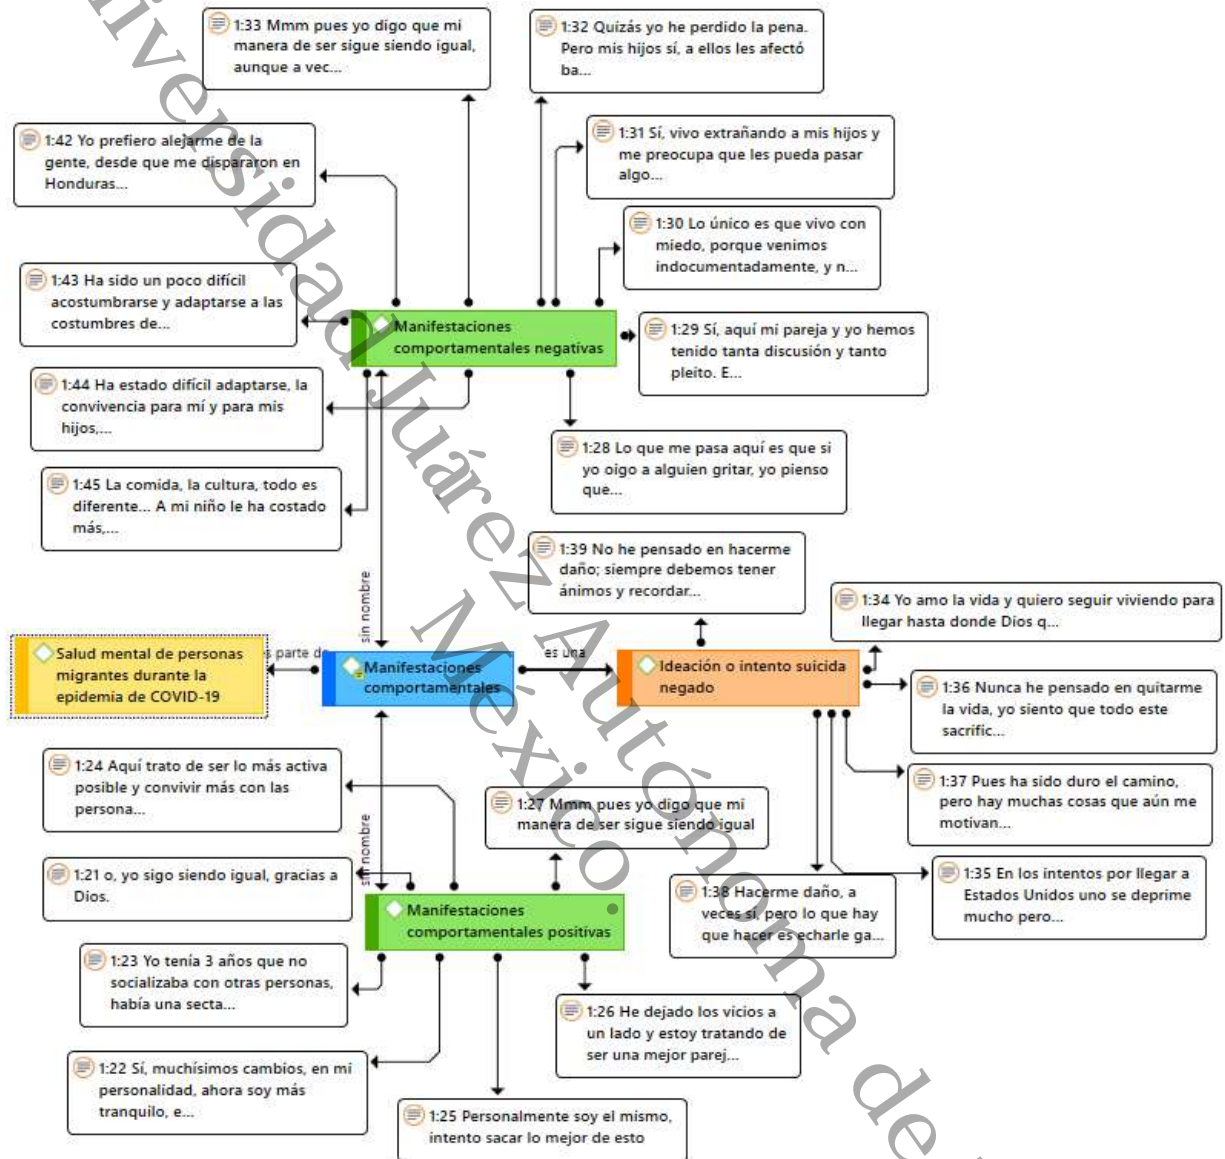 1:33 Mmm pues yo digo que mi
manera de ser sigue siendo igual,
aunque a vec...
1:32 Quizás yo he perdido la pena.
Pero mis hijos sí, a ellos les afectó
ba...
1:42 Yo prefiero alejarme de la
gente, desde que me dispararon en
Honduras...
1:31 Sí, vivo extrañando a mis hijos y
me preocupa que les pueda pasar
algo...
1:30 Lo único es que vivo con
miedo, porque venimos
indocumentadamente, y n...
1:43 Ha sido un poco difícil
acostumbrarse y adaptarse a las
costumbres de...
Manifestaciones
comportamentales negativas
1:29 Sí, aquí mi pareja y yo hemos
tenido tanta discusión y tanto
pleito. E...
1:44 Ha estado difícil adaptarse, la
convivencia para mí y para mis
hijos,...
1:28 Lo que me pasa aquí es que si
yo oigo a alguien gritar, yo pienso
que...
1:45 La comida, la cultura, todo es
diferente... A mi niño le ha costado
más,...
1:39 No he pensado en hacerme
daño; siempre debemos tener
ánimos y recordar...
sin nombre
1:34 Yo amo la vida y quiero seguir viviendo para
llegar hasta donde Dios q...
Salud mental de personas
migrantes durante la
epidemia de COVID-19
s parte de
Manifestaciones
comportamentales
es una
Ideación o intento suicida
negado
1:36 Nunca he pensado en quitarme
la vida, yo siento que todo este
sacrific...
1:24 Aquí trato de ser lo más activa
posible y convivir más con las
persona...
1:37 Pues ha sido duro el camino,
pero hay muchas cosas que aún me
motivan...
1:27 Mmm pues yo digo que mi
manera de ser sigue siendo igual
sin nombre
1:21 o, yo sigo siendo igual, gracias a
Dios.
1:38 Hacerme daño, a
veces sí, pero lo que hay
que hacer es echarle ga...
1:35 En los intentos por llegar a
Estados Unidos uno se deprime
mucho pero...
Manifestaciones
comportamentales positivas
1:23 Yo tenía 3 años que no
socializaba con otras personas,
había una secta...
1:26 He dejado los vicios a
un lado y estoy tratando de
ser una mejor parej...
1:22 Sí, muchísimos cambios, en mi
personalidad, ahora soy más
tranquilo, e...
1:25 Personalmente soy el mismo,
intento sacar lo mejor de esto
niversidad Juárez Autónoma de
México.